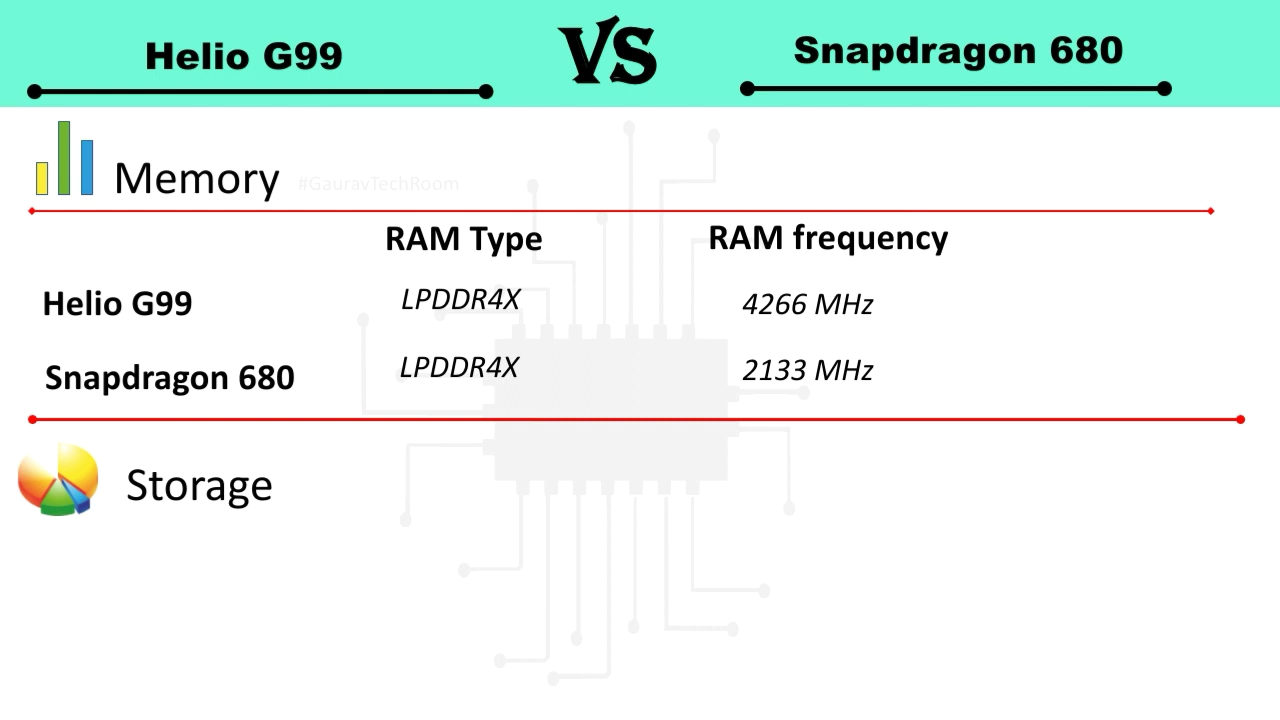 Helio G99 VS Snapdragon 680
Memory #GauravTechRoom
RAM Type RAM frequency
Helio G99 LPDDR4X 4266 MHz
Snapdragon 680 LPDDR4X 2133 MHz
Storage